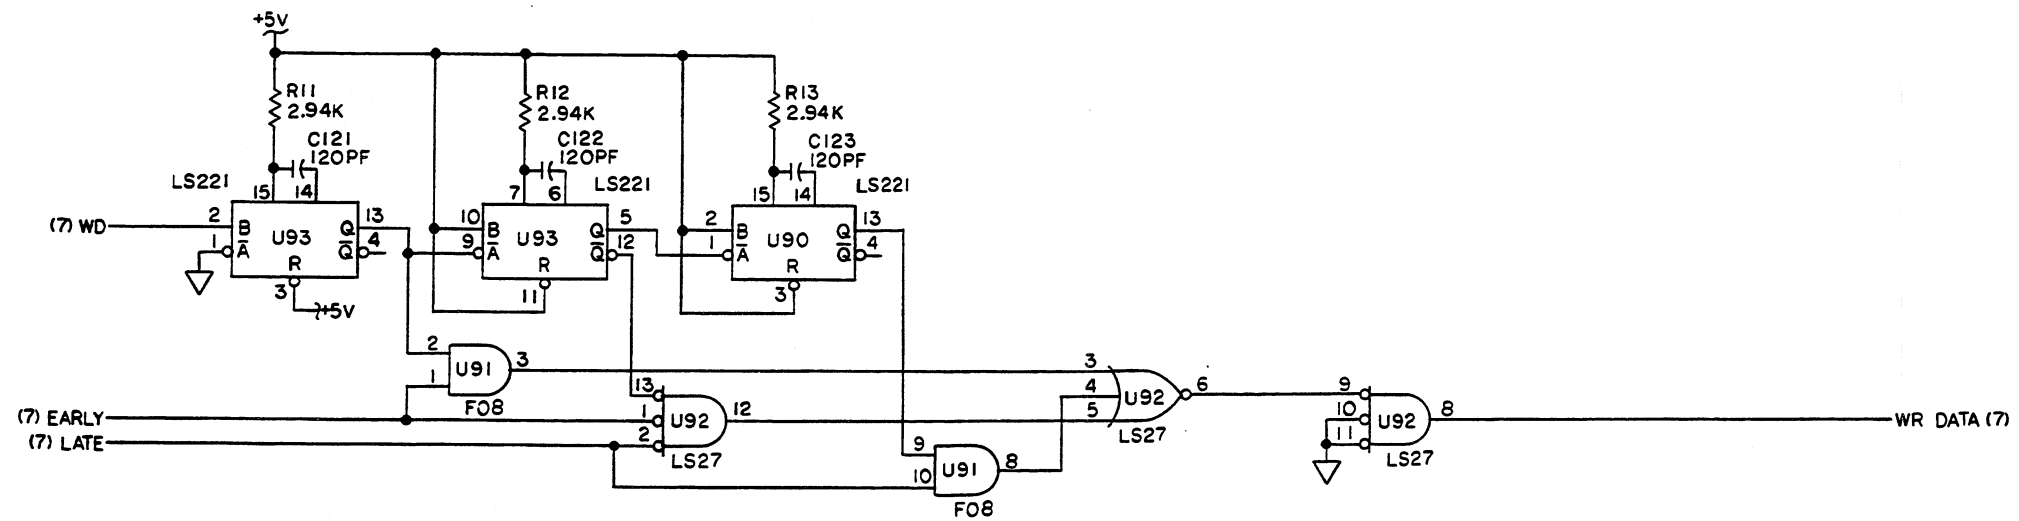 +5V
R11
2.94K
R12
2.94K
R13
2.94K
C121
120PF
C122
120PF
C123
120PF
LS221
15
14
7
6
LS221
15
14
LS221
(7) WD
2
1
B
A
U93
R
Q
Q
13
4
3
+5V
10
9
B
A
U93
R
Q
Q
5
12
11
2
1
B
A
U90
R
Q
Q
13
4
3
2
1
U91
3
F08
(7) EARLY
(7) LATE
13
1
2
U92
12
LS27
9
10
U91
8
F08
3
4
5
U92
6
LS27
9
10
11
U92
8
LS27
WR DATA (7)